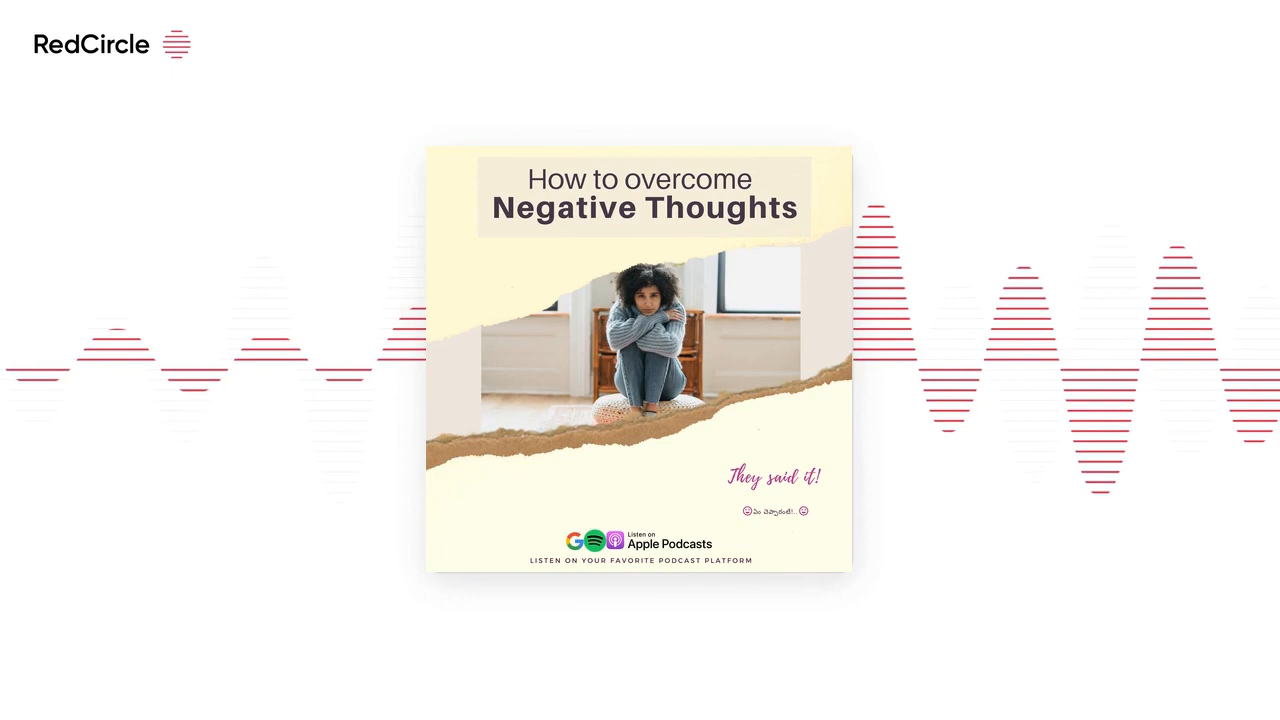 RedCircle
How to overcome
Negative Thoughts
They said it!
ఏం చెప్పారంటే!..
Listen on
Apple Podcasts
LISTEN ON YOUR FAVORITE PODCAST PLATFORM